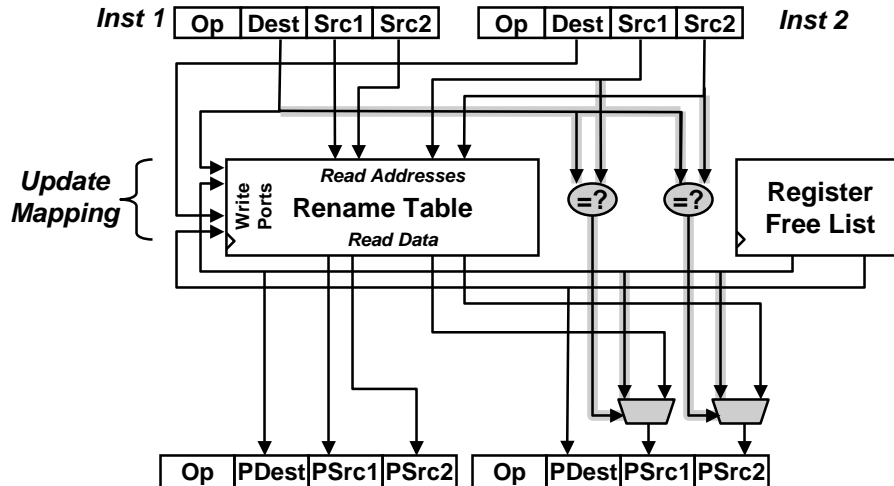 Inst 1
Op Dest Src1 Src2
Op Dest Src1 Src2
Inst 2
Update
Mapping
Write
Ports
Read Addresses
Rename Table
Read Data
=?
=?
Register
Free List
Op PDest PSrc1 PSrc2
Op PDest PSrc1 PSrc2